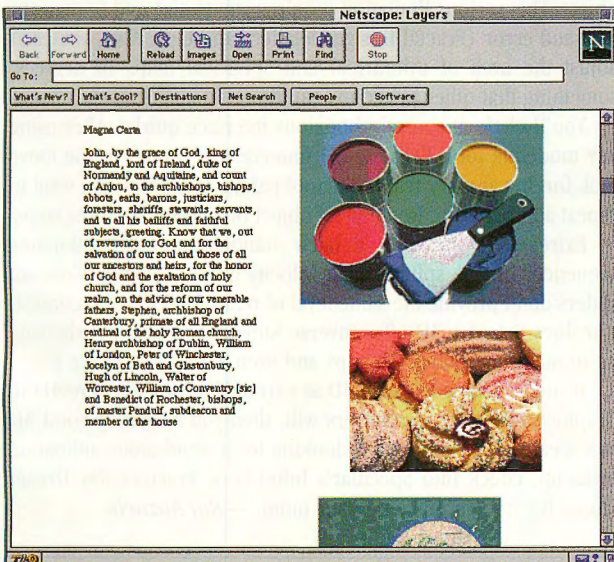 Netscape: Layers
Back Forward Home Reload Images Open Print Find Stop
N
Go To:
What's New? What's Cool? Destinations Net Search People Software
Magna Carta
John, by the grace of God, king of
England, lord of Ireland, duke of
Normandy and Aquitaine, and count
of Anjou, to the archbishops, bishops,
abbots, earls, barons, justiciars,
foresters, sheriffs, stewards, servants
and to all his bailiffs and faithful
subjects, greeting. Know that we, out
of reverence for God and for the
salvation of our soul and those of all
our ancestors and heirs, for the honor
of God and the exaltation of holy
church, and for the reform of our
realm, on the advice of our venerable
fathers, Stephen, archbishop of
Canterbury, primate of all England and
cardinal of the holy Roman church,
Henry archbishop of Dublin, William
of London, Peter of Winchester,
Jocelyn of Bath and Glastonbury,
Hugh of Lincoln, Walter of
Worcester, William of Coventry [sic]
and Benedict of Rochester, bishops,
of master Pandulf, subdeacon and
member of the house